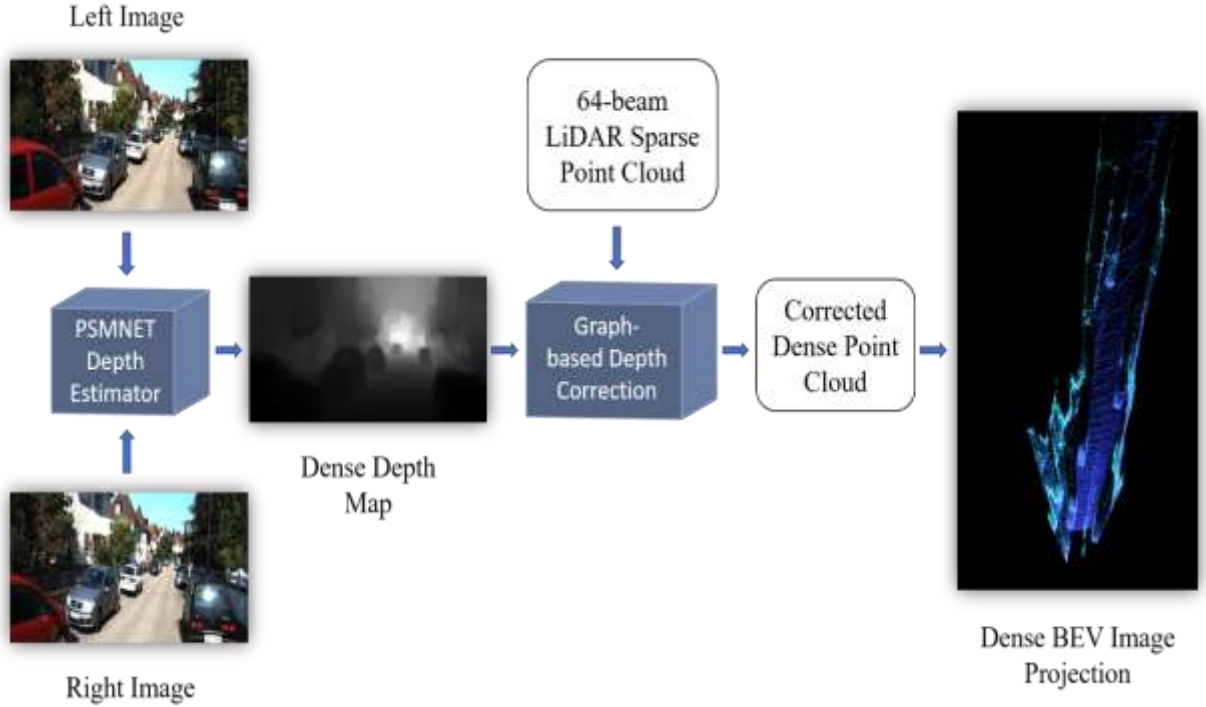 Left Image
64-beam
LiDAR Sparse
Point Cloud
PSMNET
Depth
Estimator
Graph-
based Depth
Correction
Corrected
Dense Point
Cloud
Dense Depth
Map
Right Image
Dense BEV Image
Projection